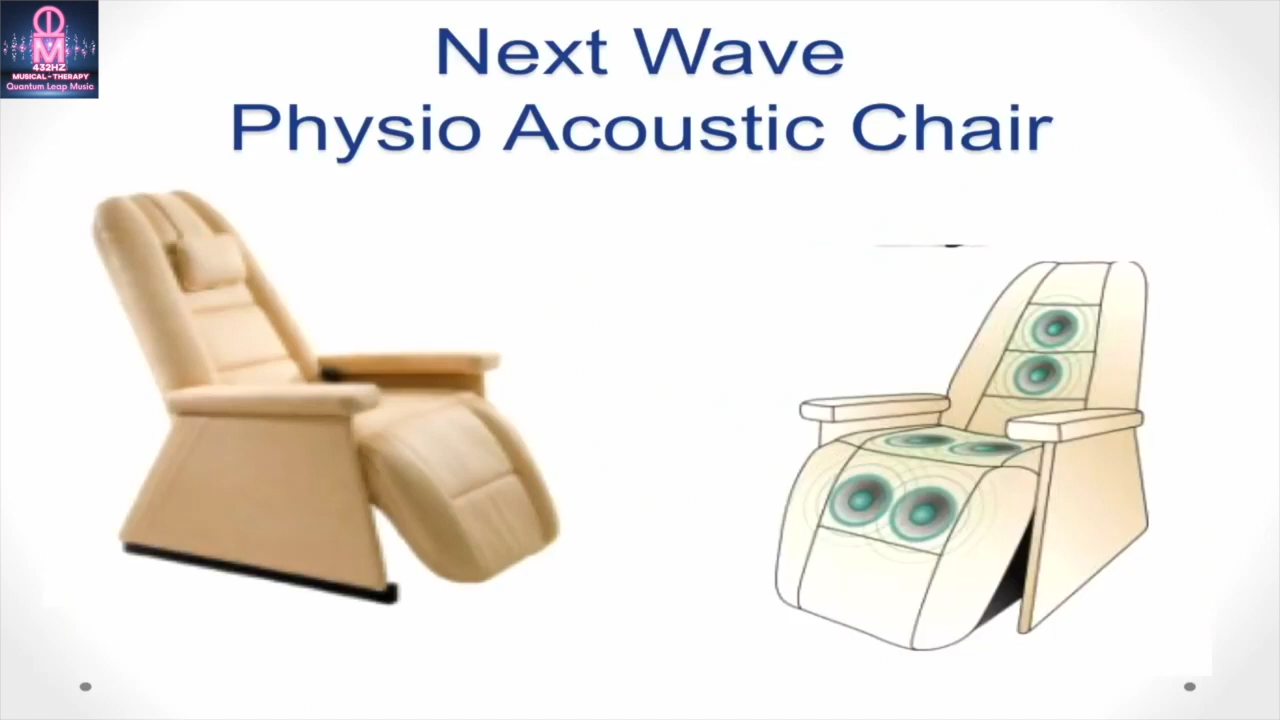 432HZ
MUSICAL - THERAPY
Quantum Leap Music
Next Wave
Physio Acoustic Chair